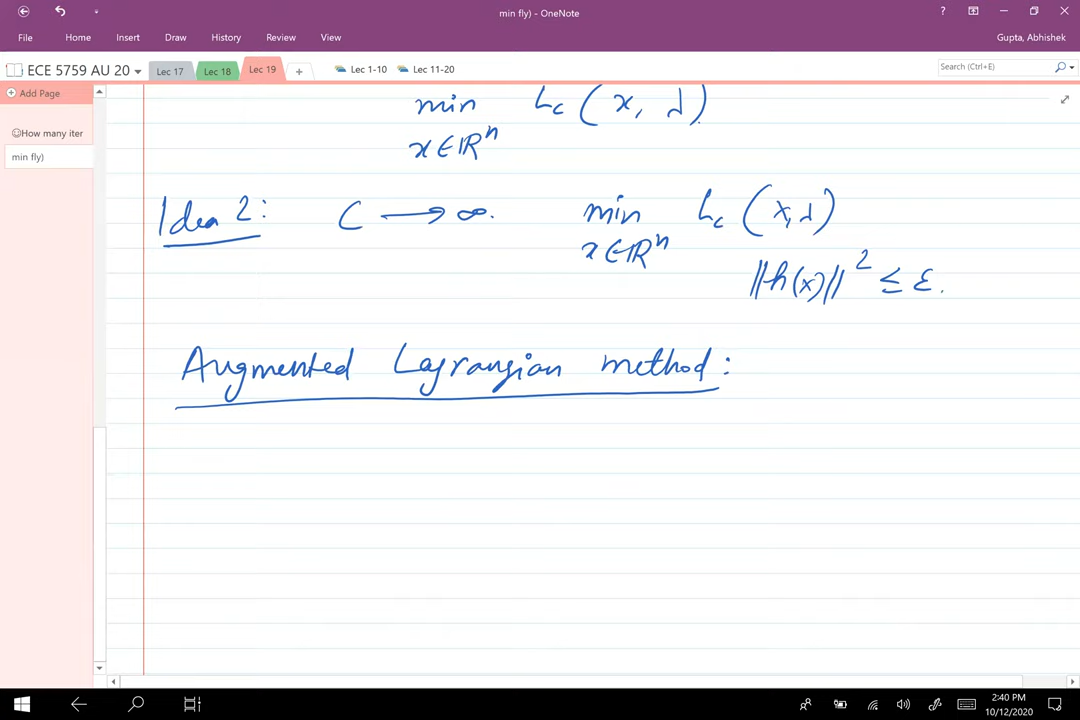 min fly) - OneNote
Gupta, Abhishek
File Home Insert Draw History Review View
ECE 5759 AU 20 Lec 17 Lec 18 Lec 19 Lec 1-10 Lec 11-20 Search (Ctrl+E)
Add Page
How many iter
min fly)
min L_c (x, λ)
x∈ℝ^n
Idea 2: C → ∞. min L_c (x, λ)
x∈ℝ^n
||h(x)||² ≤ ε.
Augmented Lagrangian method:
2:40 PM
10/12/2020